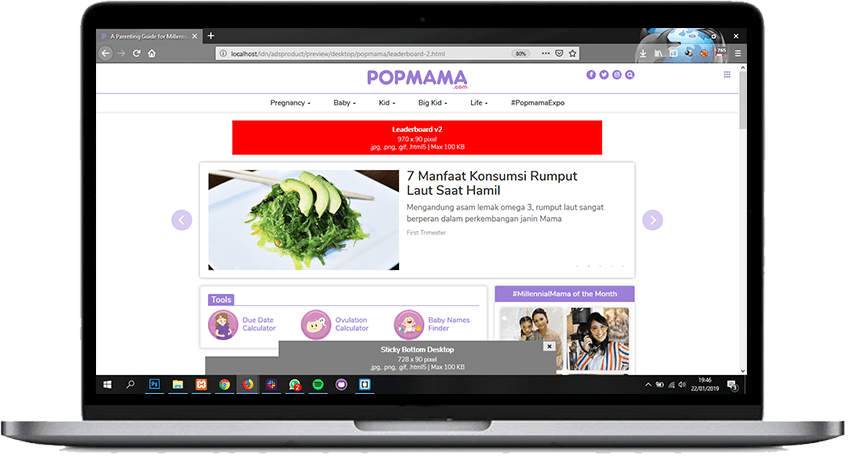 A Parenting Guide for Millenn
localhost/idn/adsproduct/preview/desktop/popmama/leaderboard-2.html
80%
POPMAMA
.com
Pregnancy
Baby
Kid
Big Kid
Life
#PopmamaExpo
Leaderboard v2
970 x 90 pixel
.jpg, .png, .gif, .html5 | Max 100 KB
7 Manfaat Konsumsi Rumput
Laut Saat Hamil
Mengandung asam lemak omega 3, rumput laut sangat
berperan dalam perkembangan janin Mama
First Trimester
Tools
Due Date
Calculator
Ovulation
Calculator
Baby Names
Finder
#MillennialMama of the Month
Sticky Bottom Desktop
728 x 90 pixel
.jpg, .png, .gif, .html5 | Max 100 KB
Ps
19:46
22/01/2019